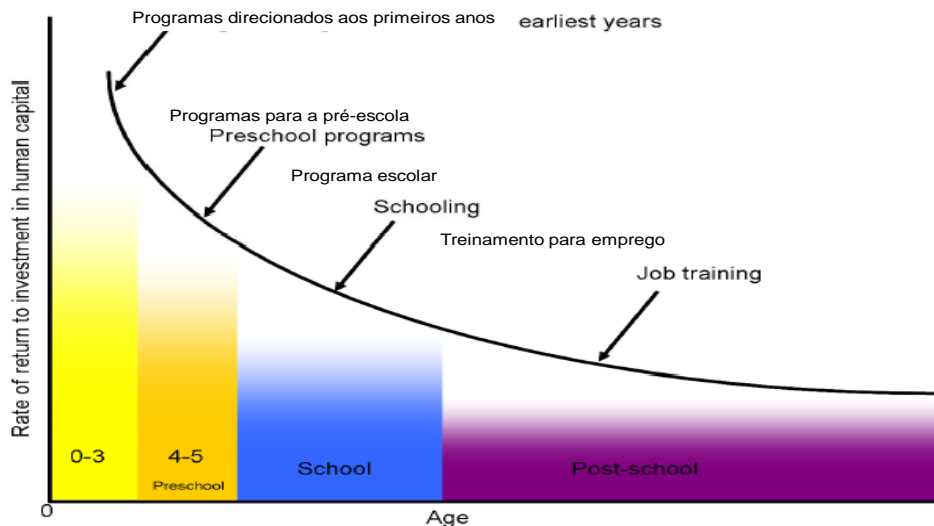 Programas direcionados aos primeiros anos earliest years
Programas para a pré-escola
Preschool programs
Programa escolar
Schooling
Treinamento para emprego
Job training
Rate of return to investment in human capital
0-3
4-5
Preschool
School
Post-school
0
Age